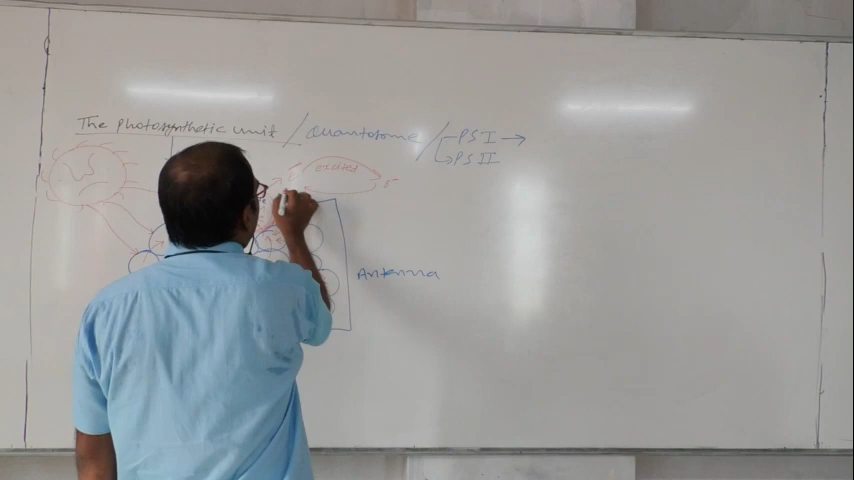 The photosynthetic unit / Quantosome / PS I →
PS II
e⁻ excited e⁻
Antenna